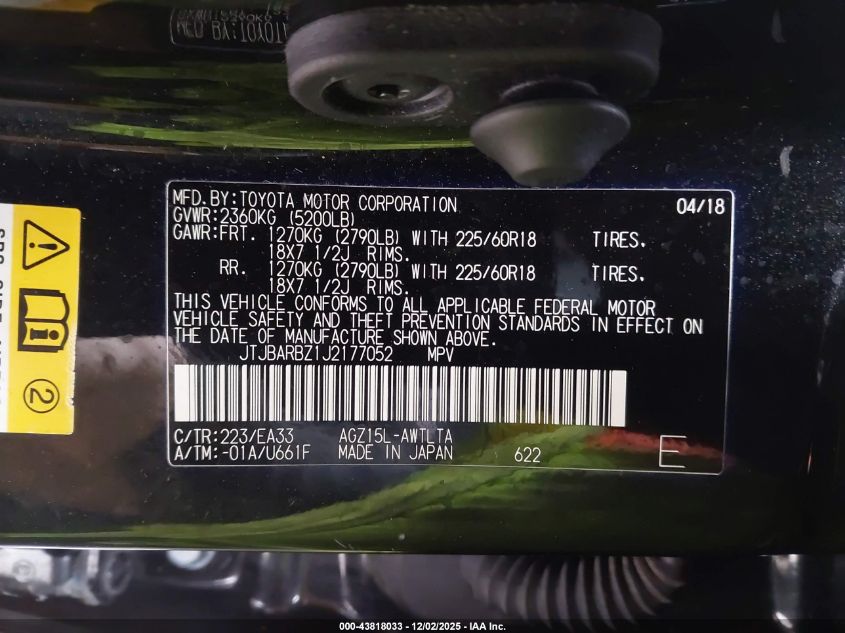 MFD.BY:TOYOTA MOTOR CORPORATION 04/18
GVWR:2360KG (5200LB)
GAWR:FRT. 1270KG (2790LB) WITH 225/60R18 TIRES.
18X7 1/2J RIMS.
RR. 1270KG (2790LB) WITH 225/60R18 TIRES.
18X7 1/2J RIMS.
THIS VEHICLE CONFORMS TO ALL APPLICABLE FEDERAL MOTOR
VEHICLE SAFETY AND THEFT PREVENTION STANDARDS IN EFFECT ON
THE DATE OF MANUFACTURE SHOWN ABOVE.
JTJBARBZ1J2177052 MPV
C/TR:223/EA33 AGZ15L-AWTLTA
A/TM:-01A/U661F MADE IN JAPAN 622 E
2
000-43818033 - 12/02/2025 - IAA Inc.